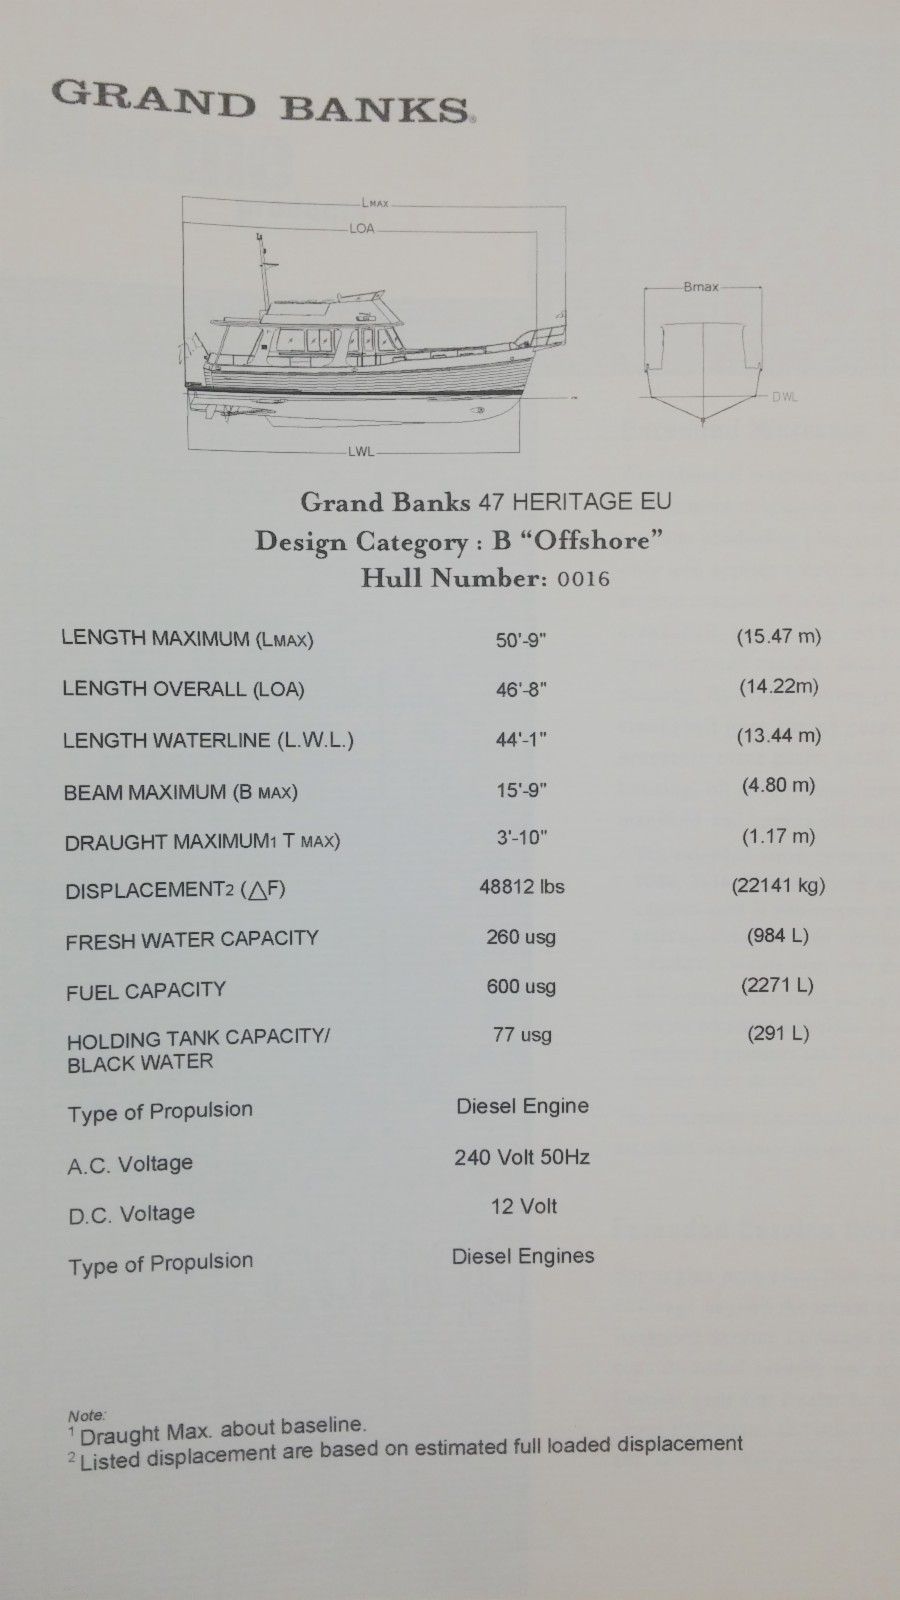 GRAND BANKS®
LMAX
LOA
Bmax
DWL
LWL
Grand Banks 47 HERITAGE EU
Design Category : B “Offshore”
Hull Number: 0016
LENGTH MAXIMUM (LMAX) 50'-9" (15.47 m)
LENGTH OVERALL (LOA) 46'-8" (14.22m)
LENGTH WATERLINE (L.W.L.) 44'-1" (13.44 m)
BEAM MAXIMUM (B MAX) 15'-9" (4.80 m)
DRAUGHT MAXIMUM1 T MAX) 3'-10" (1.17 m)
DISPLACEMENT2 (△F) 48812 lbs (22141 kg)
FRESH WATER CAPACITY 260 usg (984 L)
FUEL CAPACITY 600 usg (2271 L)
HOLDING TANK CAPACITY/ 77 usg (291 L)
BLACK WATER
Type of Propulsion Diesel Engine
A.C. Voltage 240 Volt 50Hz
D.C. Voltage 12 Volt
Type of Propulsion Diesel Engines
Note:
1 Draught Max. about baseline.
2 Listed displacement are based on estimated full loaded displacement